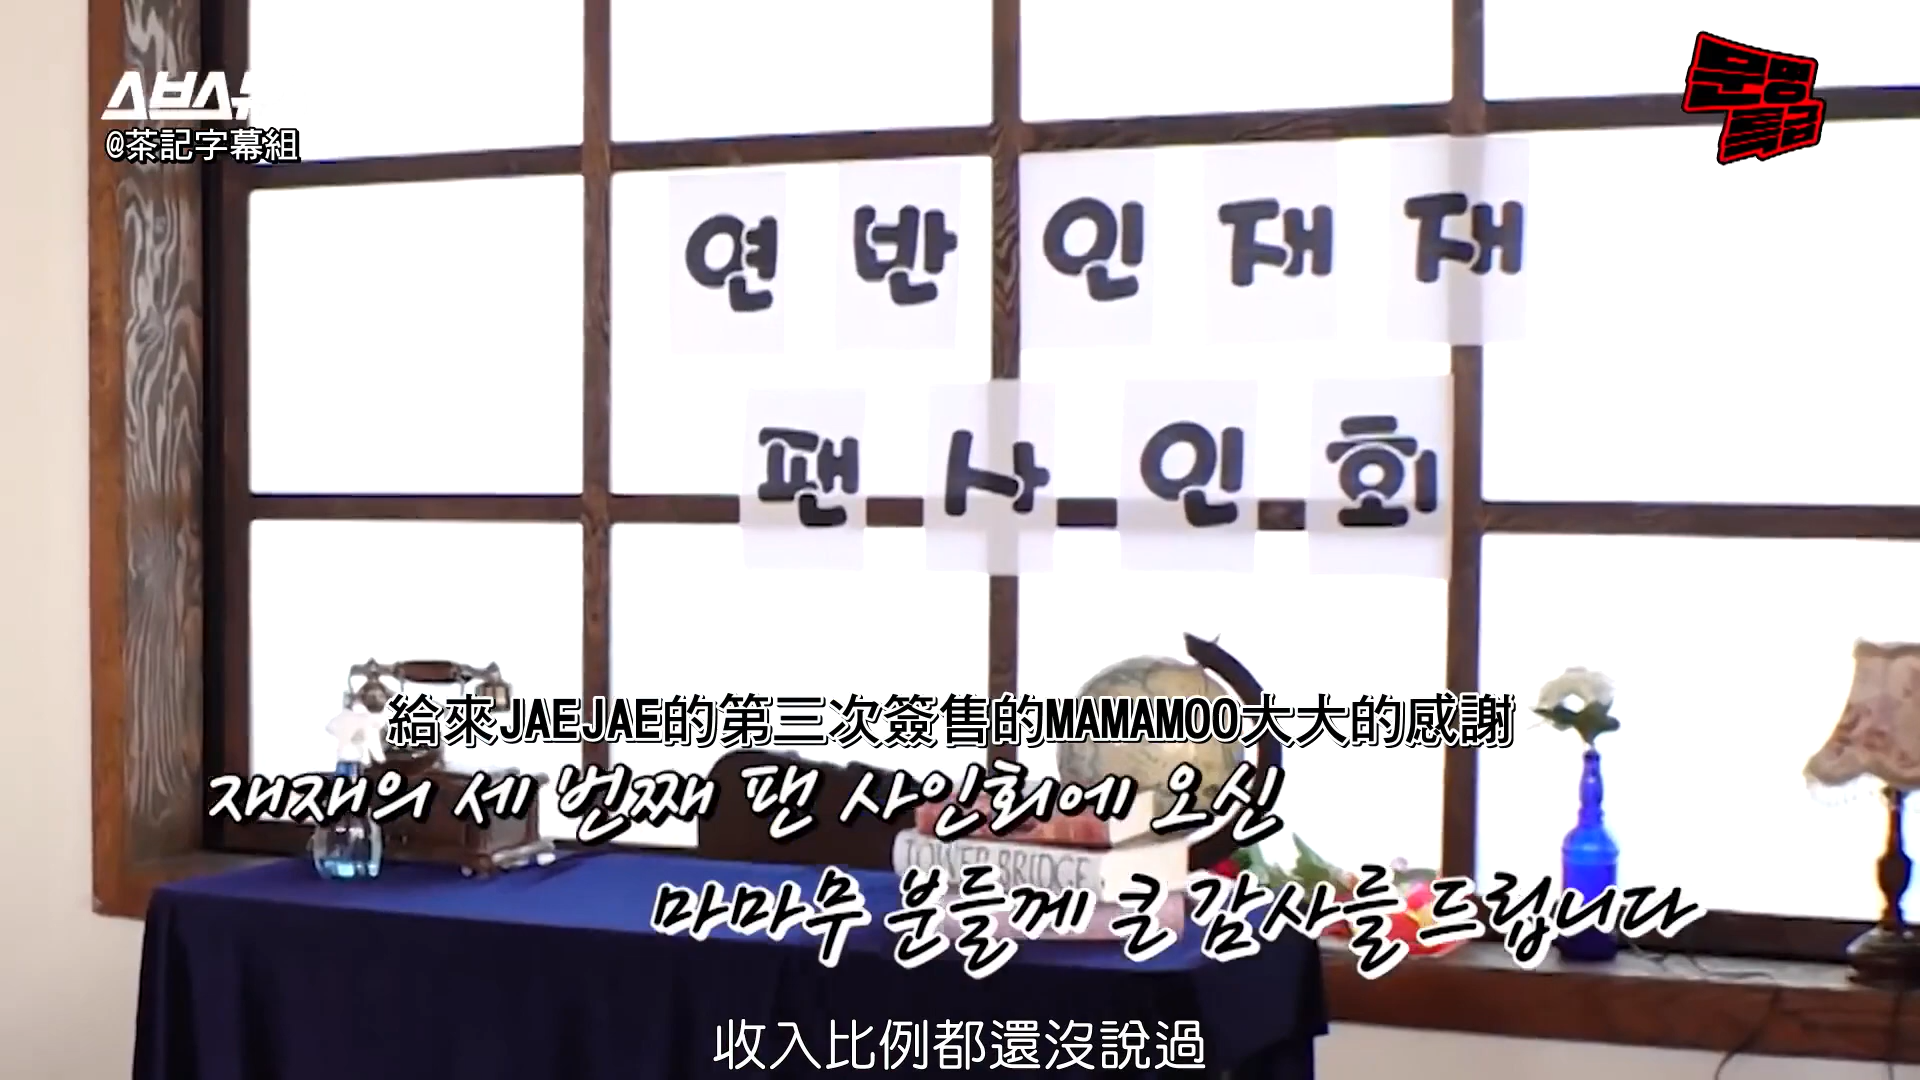 스브스뉴
@茶記字幕組
문명특급
연반인재재
팬사인회
給來JAEJAE的第三次簽售的MAMAMOO大大的感謝
재재의 세 번째 팬 사인회에 오신
TOWER BRIDGE
마마무 분들께 큰 감사를 드립니다
收入比例都還沒說過